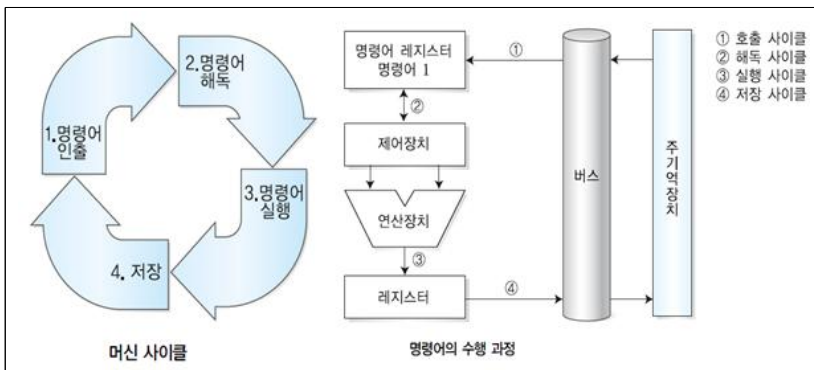 1.명령어
인출
2.명령어
해독
3.명령어
실행
4. 저장
머신 사이클
명령어 레지스터
명령어 1
①
②
제어장치
연산장치
③
레지스터
④
버스
주기억장치
명령어의 수행 과정
① 호출 사이클
② 해독 사이클
③ 실행 사이클
④ 저장 사이클